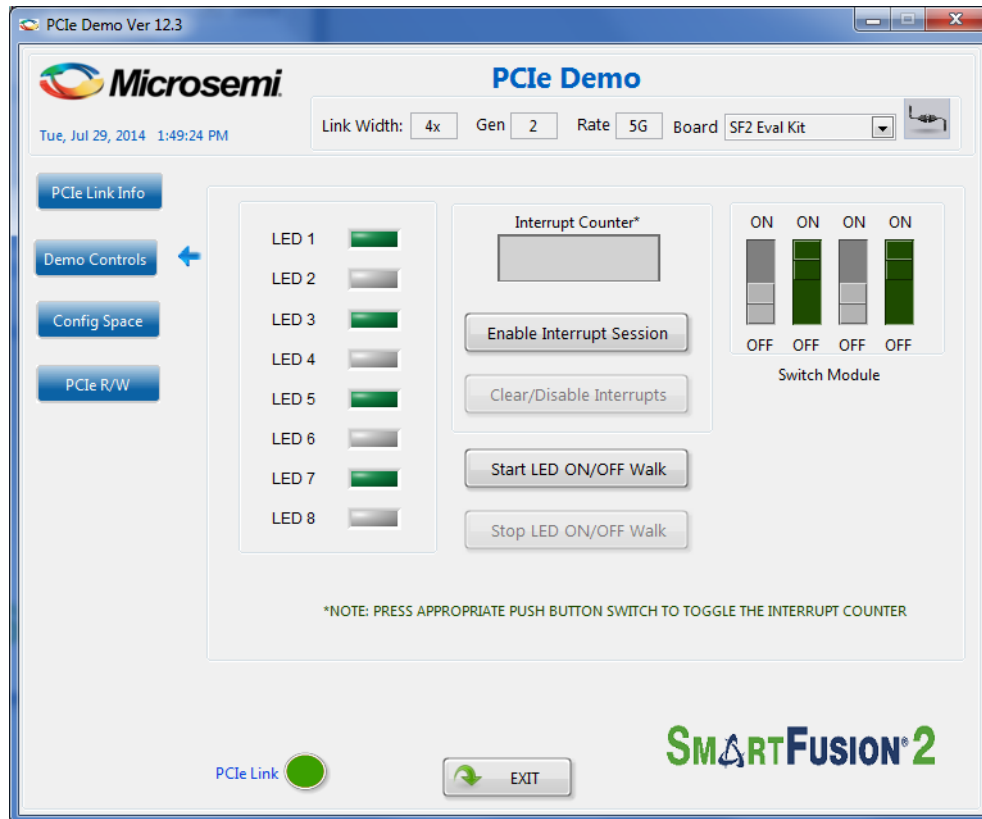 PCIe Demo Ver 12.3
Microsemi.
PCIe Demo
Tue, Jul 29, 2014 1:49:24 PM
Link Width: 4x Gen 2 Rate 5G Board SF2 Eval Kit
PCIe Link Info
Demo Controls
Config Space
PCIe R/W
LED 1
LED 2
LED 3
LED 4
LED 5
LED 6
LED 7
LED 8
Interrupt Counter*
Enable Interrupt Session
Clear/Disable Interrupts
Start LED ON/OFF Walk
Stop LED ON/OFF Walk
ON ON ON ON
OFF OFF OFF OFF
Switch Module
*NOTE: PRESS APPROPRIATE PUSH BUTTON SWITCH TO TOGGLE THE INTERRUPT COUNTER
PCIe Link
EXIT
SMARTFUSION®2